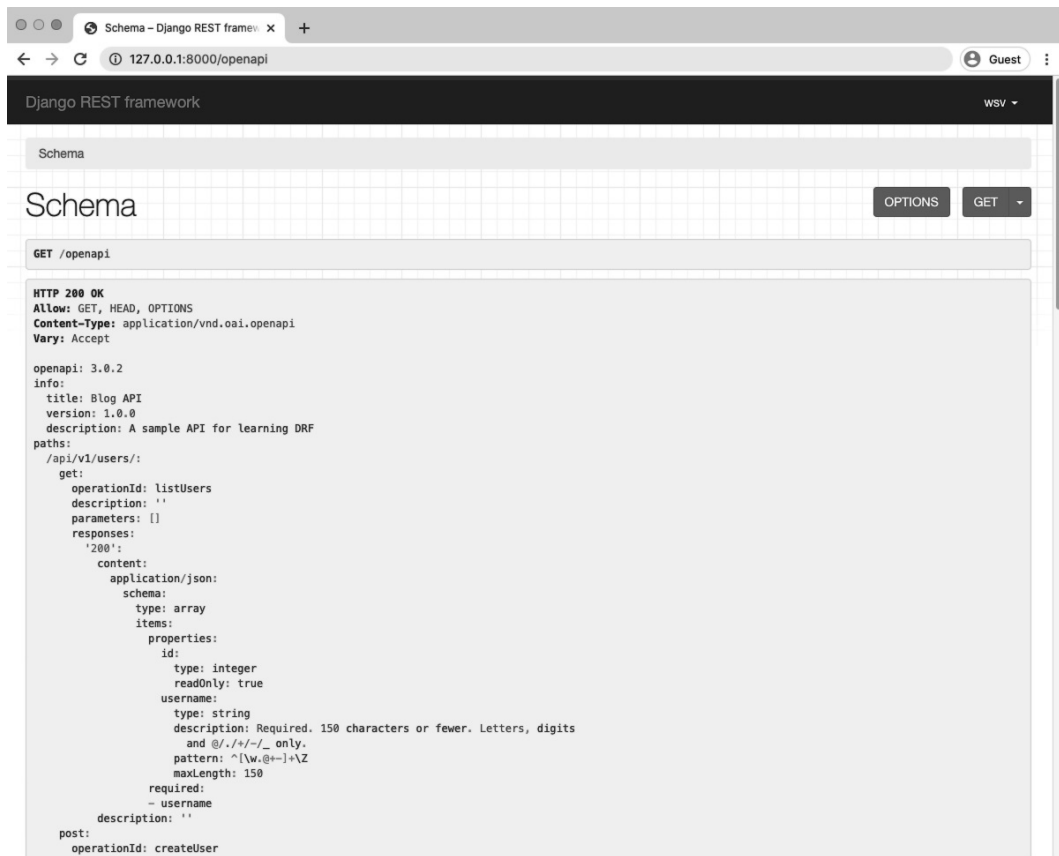 Schema – Django REST framew
127.0.0.1:8000/openapi
Guest
Django REST framework
wsv
Schema
Schema
OPTIONS
GET
GET /openapi
HTTP 200 OK
Allow: GET, HEAD, OPTIONS
Content-Type: application/vnd.oai.openapi
Vary: Accept
openapi: 3.0.2
info:
  title: Blog API
  version: 1.0.0
  description: A sample API for learning DRF
paths:
  /api/v1/users/:
    get:
      operationId: listUsers
      description: ''
      parameters: []
      responses:
        '200':
          content:
            application/json:
              schema:
                type: array
                items:
                  properties:
                    id:
                      type: integer
                      readOnly: true
                    username:
                      type: string
                      description: Required. 150 characters or fewer. Letters, digits
                        and @/./+/-/_ only.
                      pattern: ^[\w.@+-]+\Z
                      maxLength: 150
                  required:
                  - username
          description: ''
    post:
      operationId: createUser